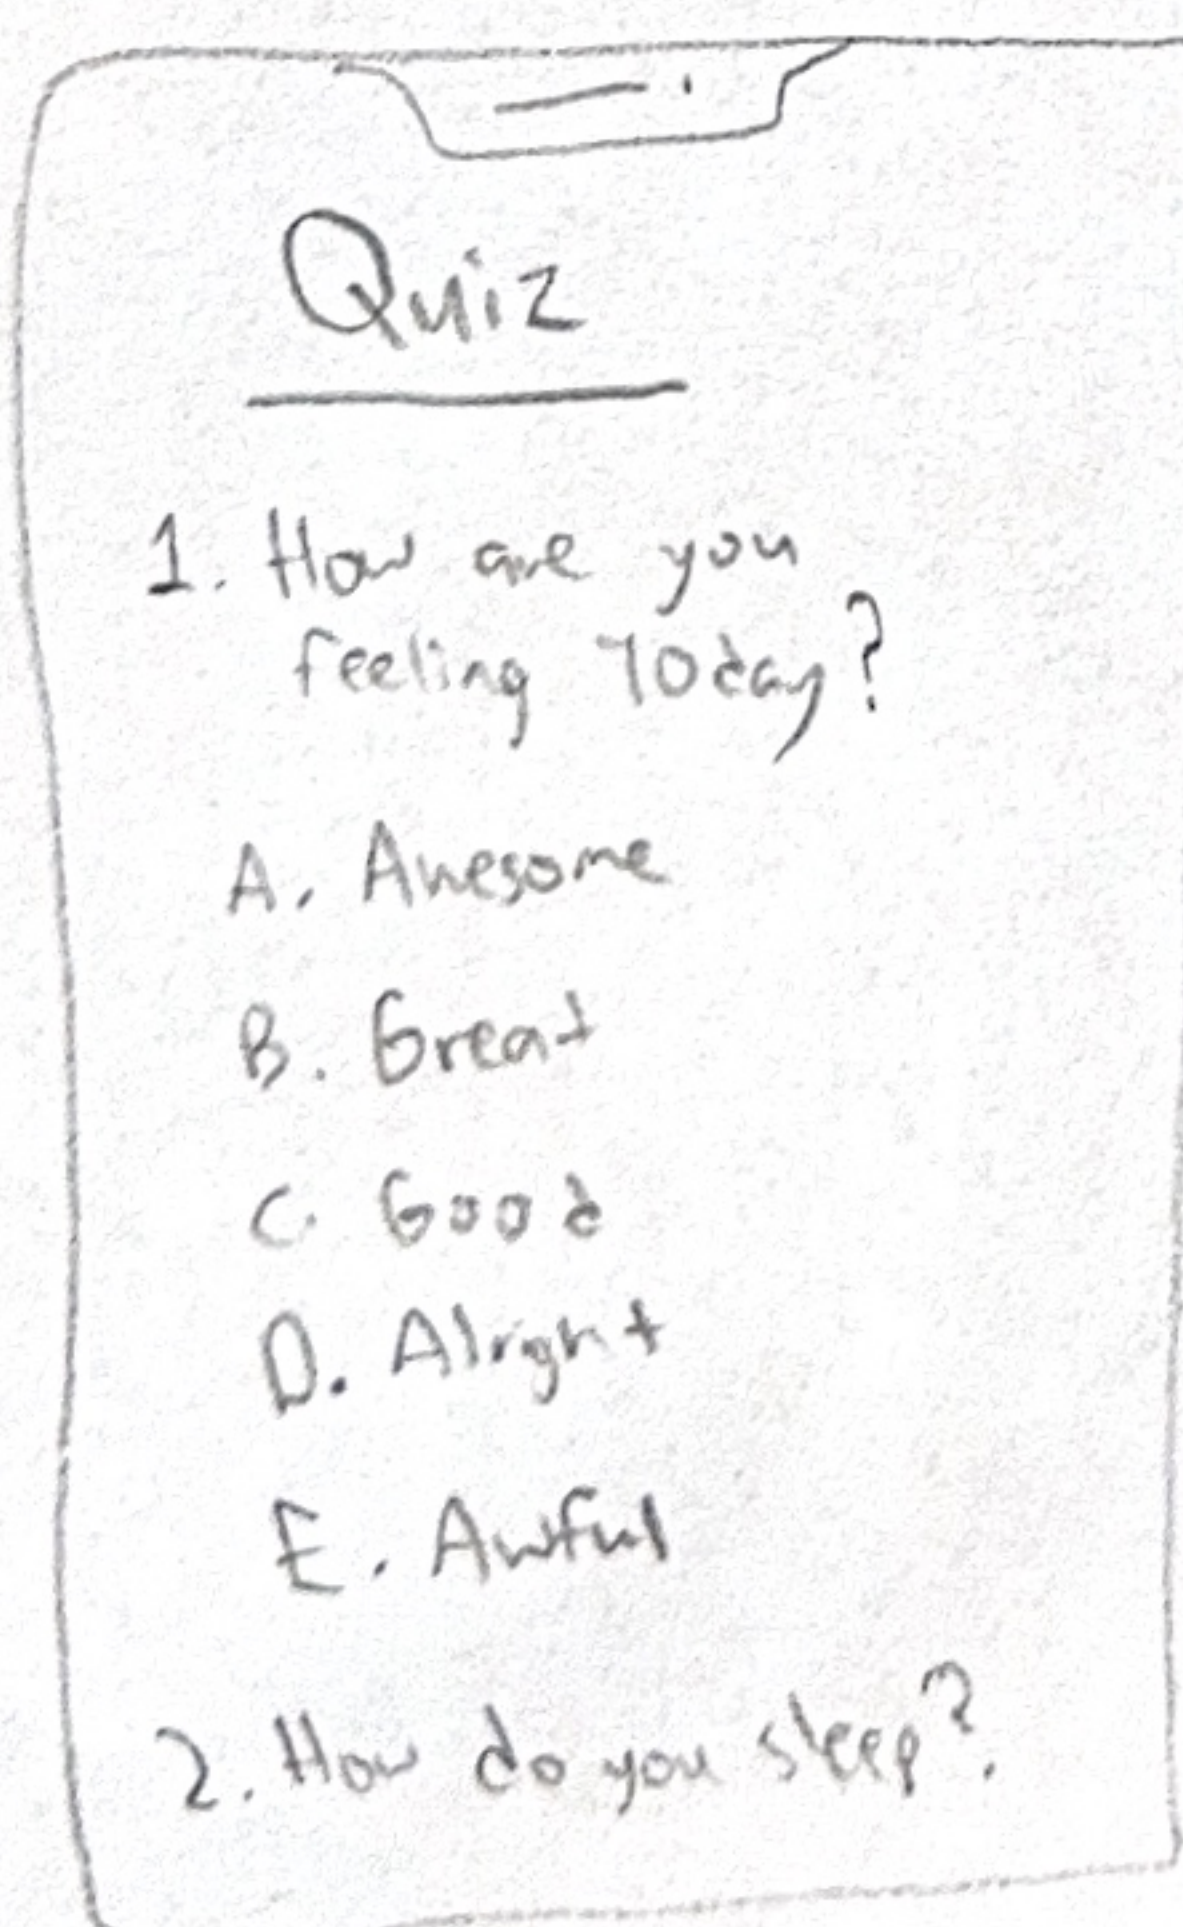 Quiz
1. How are you
feeling Today?
A. Awesome
B. Great
C. Good
D. Alright
E. Awful
2. How do you sleep?